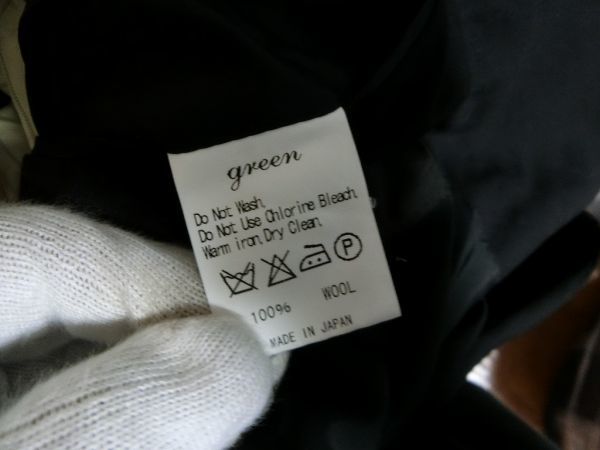 green
Do Not Wash.
Do Not Use Chlorine Bleach.
Warm iron, Dry Clean.
P
100% WOOL
MADE IN JAPAN